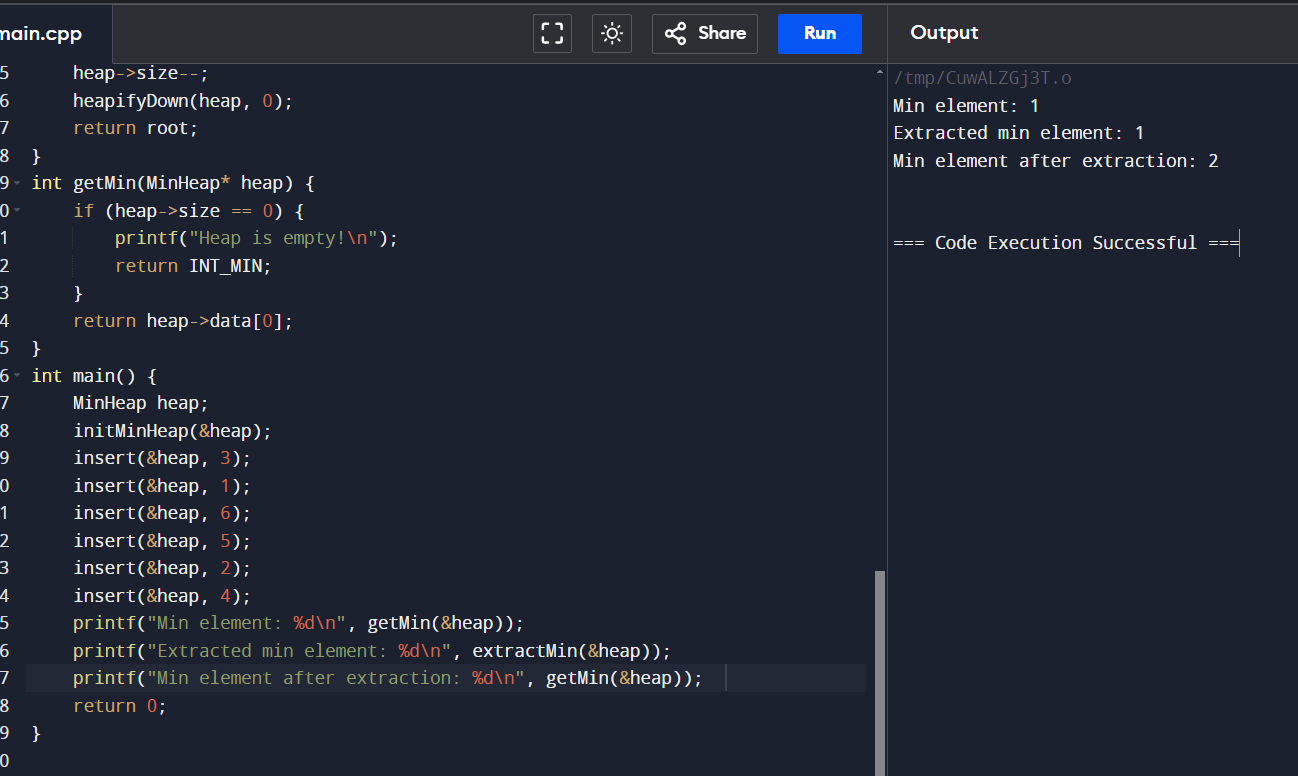 main.cpp
Share
Run
Output
5 heap->size--;
6 heapifyDown(heap, 0);
7 return root;
8 }
9 int getMin(MinHeap* heap) {
0 if (heap->size == 0) {
1 printf("Heap is empty!\n");
2 return INT_MIN;
3 }
4 return heap->data[0];
5 }
6 int main() {
7 MinHeap heap;
8 initMinHeap(&heap);
9 insert(&heap, 3);
0 insert(&heap, 1);
1 insert(&heap, 6);
2 insert(&heap, 5);
3 insert(&heap, 2);
4 insert(&heap, 4);
5 printf("Min element: %d\n", getMin(&heap));
6 printf("Extracted min element: %d\n", extractMin(&heap));
7 printf("Min element after extraction: %d\n", getMin(&heap));
8 return 0;
9 }
0
/tmp/CuwALZGj3T.o
Min element: 1
Extracted min element: 1
Min element after extraction: 2
=== Code Execution Successful ===